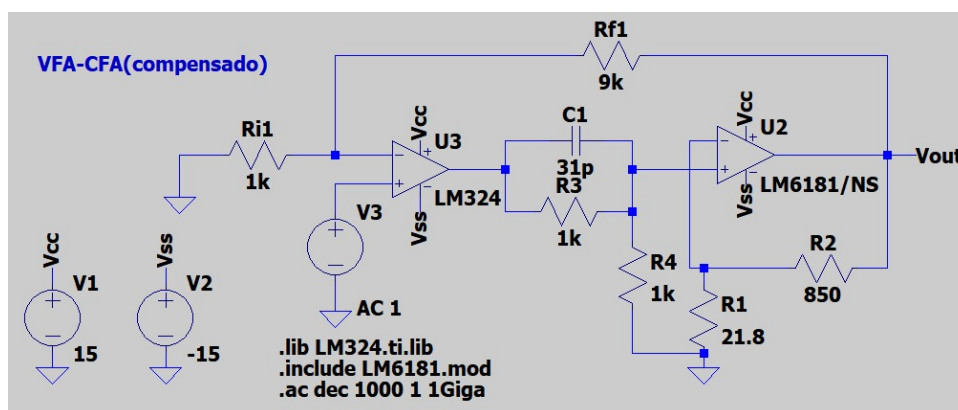 VFA-CFA(compensado)
Rf1
9k
C1
31p
Vcc
U2
Vcc
U3
Ri1
1k
Vout
LM324
R3
1k
Vss
LM6181/NS
V3
Vss
R4
1k
R2
850
Vcc
V1
15
Vss
V2
-15
AC 1
R1
21.8
.lib LM324.ti.lib
.include LM6181.mod
.ac dec 1000 1 1Giga